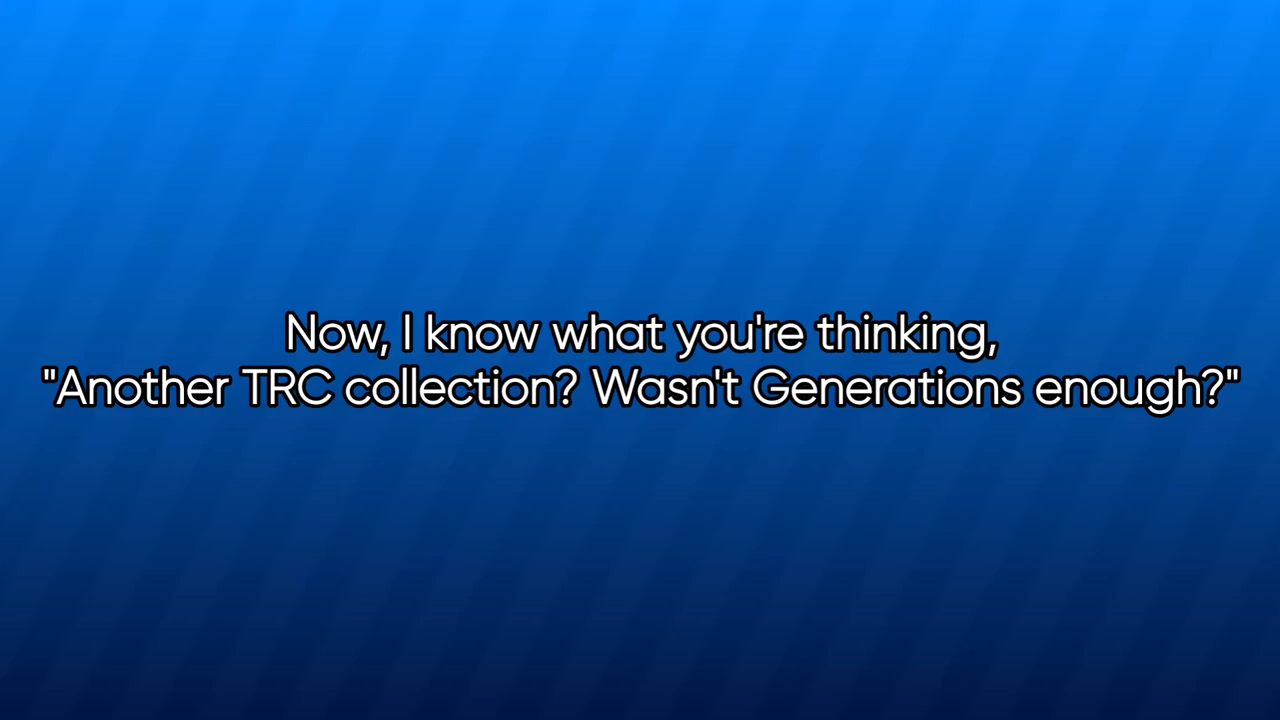 Now, I know what you're thinking,
"Another TRC collection? Wasn't Generations enough?"